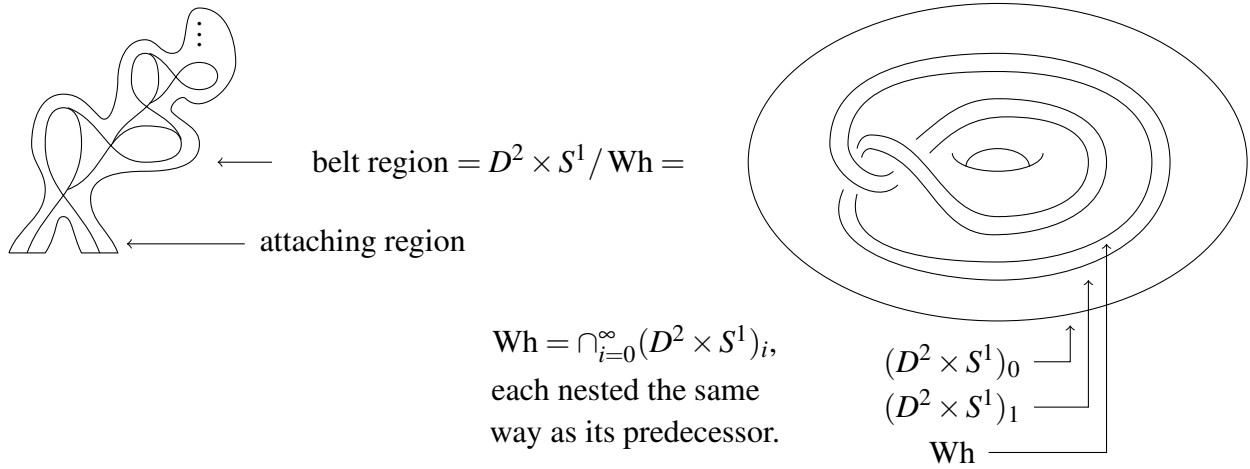 belt region = D² × S¹ / Wh =
attaching region
Wh = ∩_{i=0}^{∞}(D² × S¹)_i,
each nested the same
way as its predecessor.
(D² × S¹)₀
(D² × S¹)₁
Wh